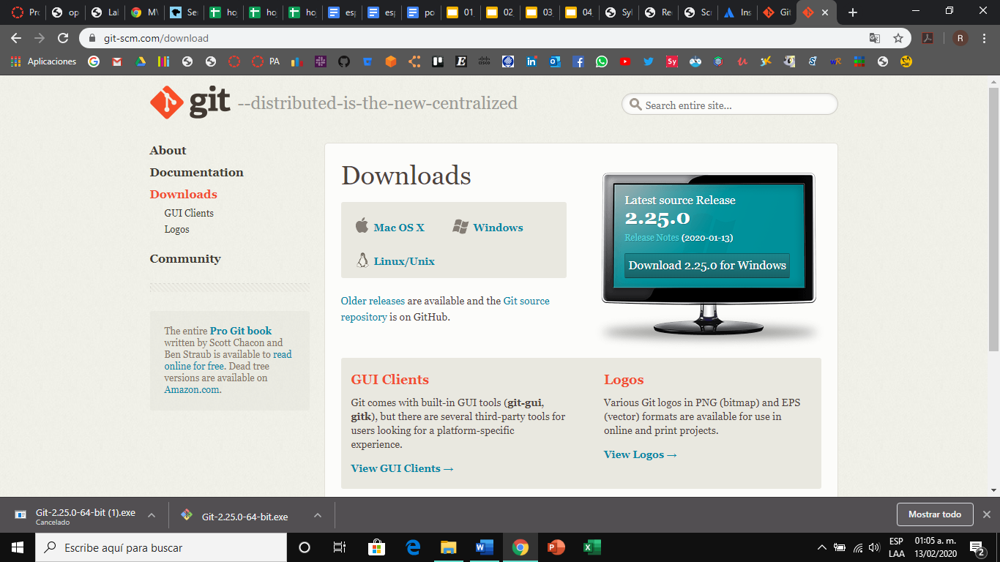 Pr
op
Lal
M\
Se
ho
ho
ho
esp
esp
po
01
02
03
04
Syl
Re
Sc
Ins
Git
git-scm.com/download
R
Aplicaciones
PA
git --distributed-is-the-new-centralized
Search entire site...
About
Documentation
Downloads
GUI Clients
Logos
Community
The entire Pro Git book
written by Scott Chacon and
Ben Straub is available to read
online for free. Dead tree
versions are available on
Amazon.com.
Downloads
Mac OS X
Windows
Linux/Unix
Older releases are available and the Git source
repository is on GitHub.
Latest source Release
2.25.0
Release Notes (2020-01-13)
Download 2.25.0 for Windows
GUI Clients
Git comes with built-in GUI tools (git-gui,
gitk), but there are several third-party tools for
users looking for a platform-specific
experience.
View GUI Clients →
Logos
Various Git logos in PNG (bitmap) and EPS
(vector) formats are available for use in
online and print projects.
View Logos →
Git-2.25.0-64-bit (1).exe
Cancelado
Git-2.25.0-64-bit.exe
Mostrar todo
Escribe aquí para buscar
ESP
LAA
01:05 a. m.
13/02/2020
2